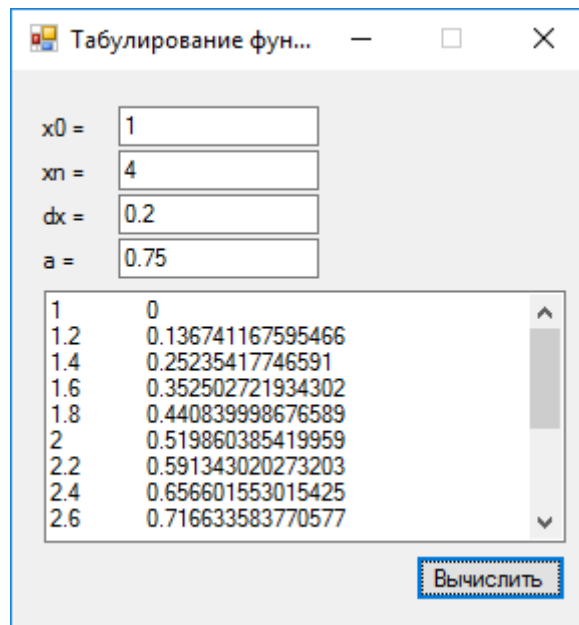 Табулирование фун...
x0 = 1
xn = 4
dx = 0.2
a = 0.75
1 0
1.2 0.136741167595466
1.4 0.25235417746591
1.6 0.352502721934302
1.8 0.440839998676589
2 0.519860385419959
2.2 0.591343020273203
2.4 0.656601553015425
2.6 0.716633583770577
Вычислить